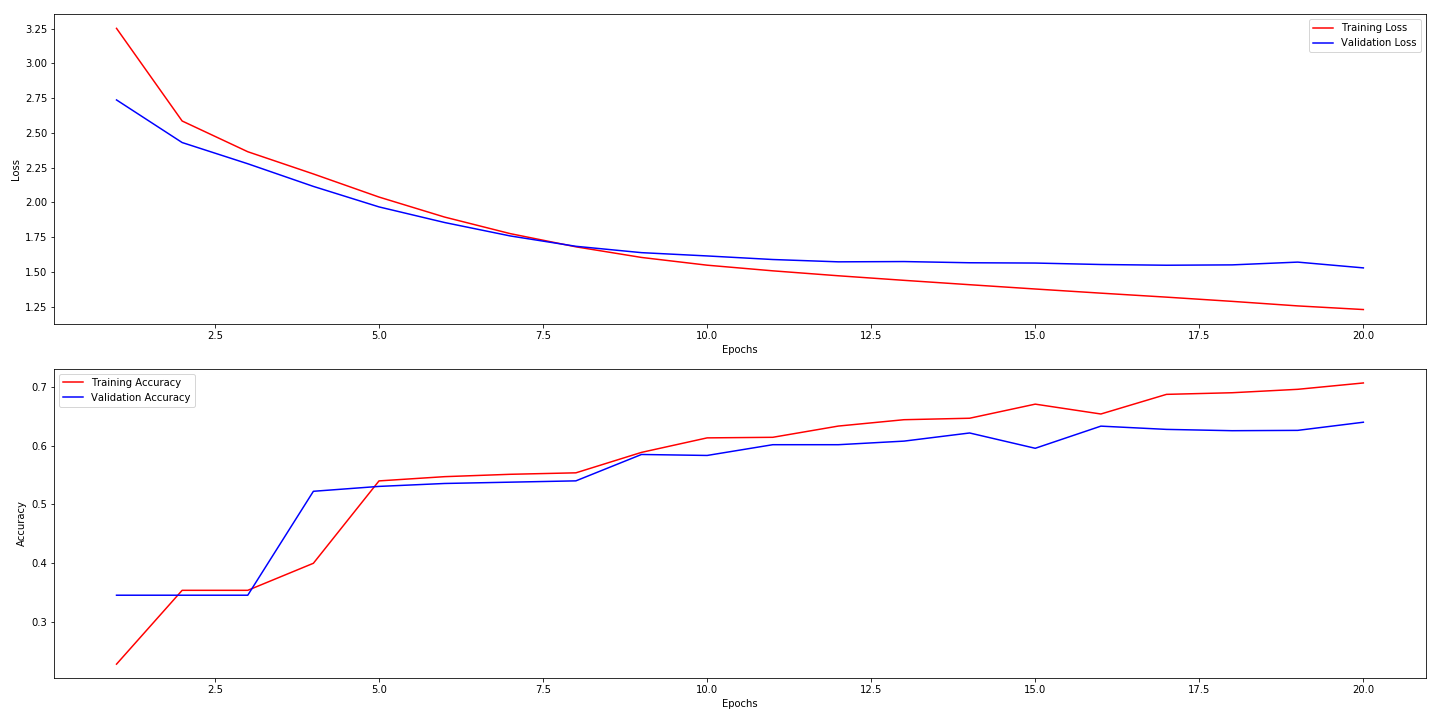 3.25
3.00
2.75
2.50
2.25
2.00
1.75
1.50
1.25
Loss
Training Loss
Validation Loss
2.5 5.0 7.5 10.0 12.5 15.0 17.5 20.0
Epochs
0.7
0.6
0.5
0.4
0.3
Accuracy
Training Accuracy
Validation Accuracy
2.5 5.0 7.5 10.0 12.5 15.0 17.5 20.0
Epochs